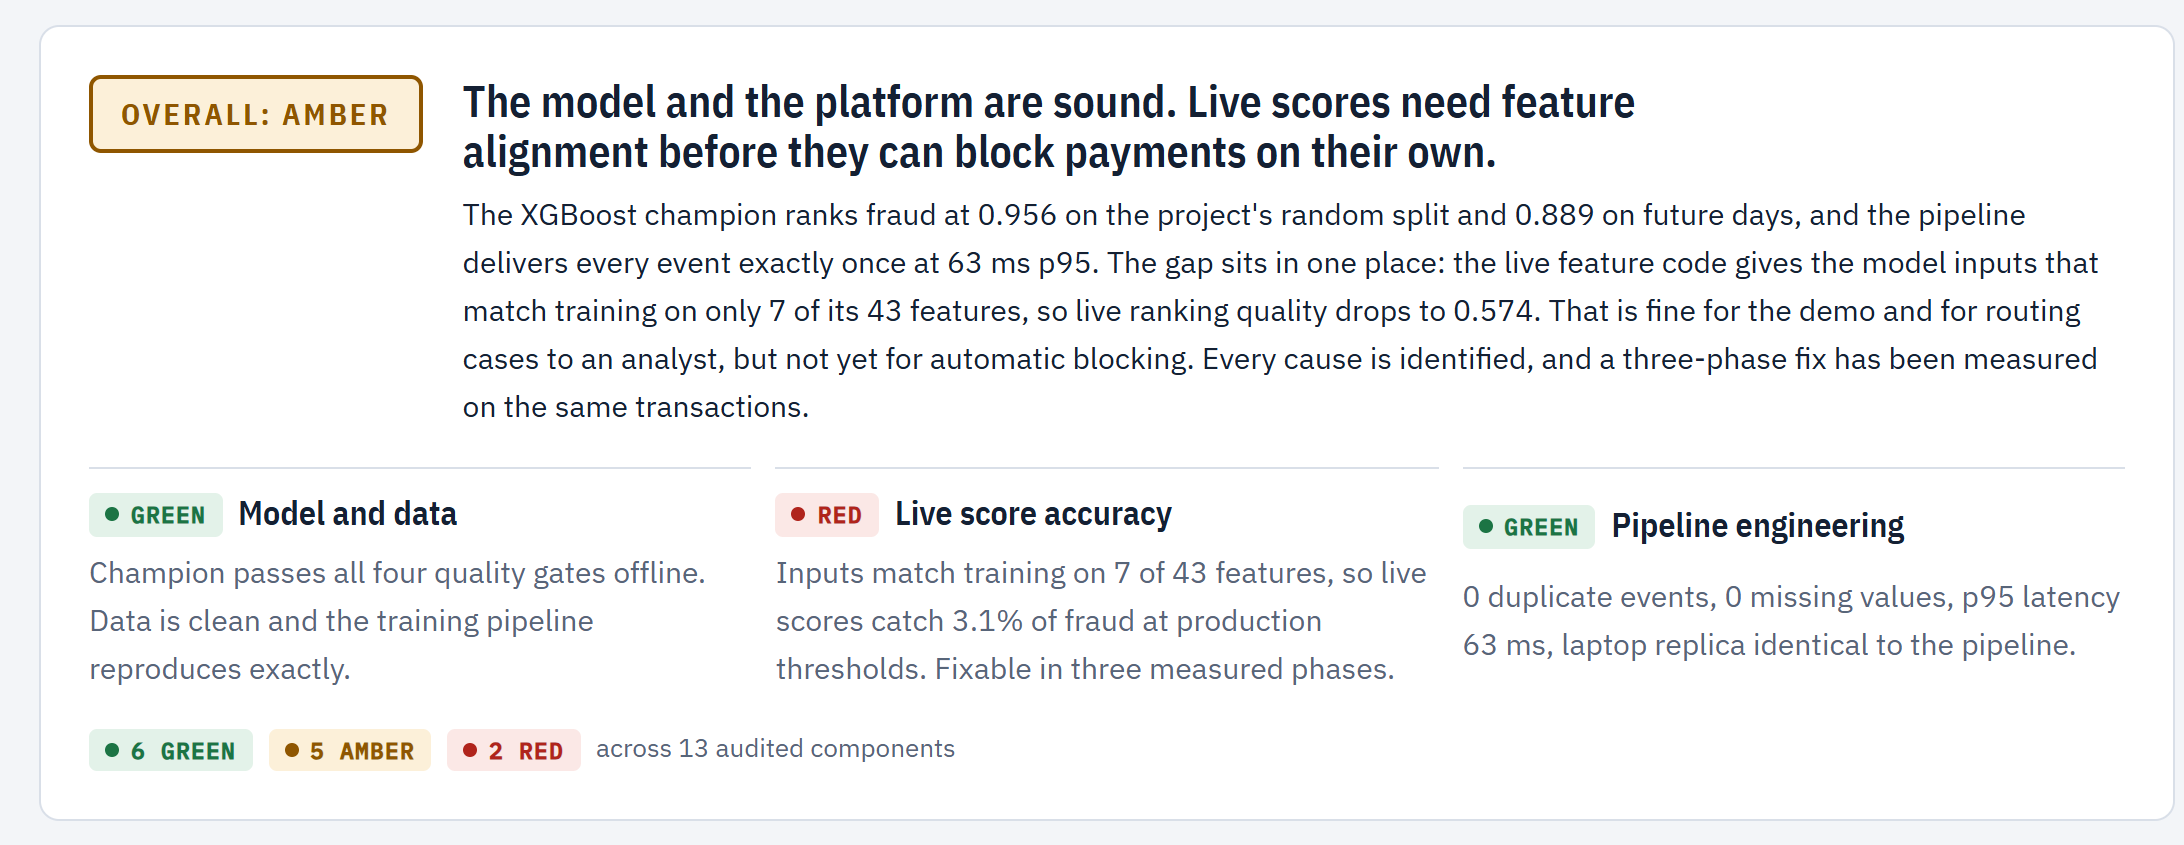 OVERALL: AMBER
The model and the platform are sound. Live scores need feature
alignment before they can block payments on their own.
The XGBoost champion ranks fraud at 0.956 on the project's random split and 0.889 on future days, and the pipeline
delivers every event exactly once at 63 ms p95. The gap sits in one place: the live feature code gives the model inputs that
match training on only 7 of its 43 features, so live ranking quality drops to 0.574. That is fine for the demo and for routing
cases to an analyst, but not yet for automatic blocking. Every cause is identified, and a three-phase fix has been measured
on the same transactions.
GREEN Model and data
Champion passes all four quality gates offline.
Data is clean and the training pipeline
reproduces exactly.
RED Live score accuracy
Inputs match training on 7 of 43 features, so live
scores catch 3.1% of fraud at production
thresholds. Fixable in three measured phases.
GREEN Pipeline engineering
0 duplicate events, 0 missing values, p95 latency
63 ms, laptop replica identical to the pipeline.
6 GREEN 5 AMBER 2 RED across 13 audited components